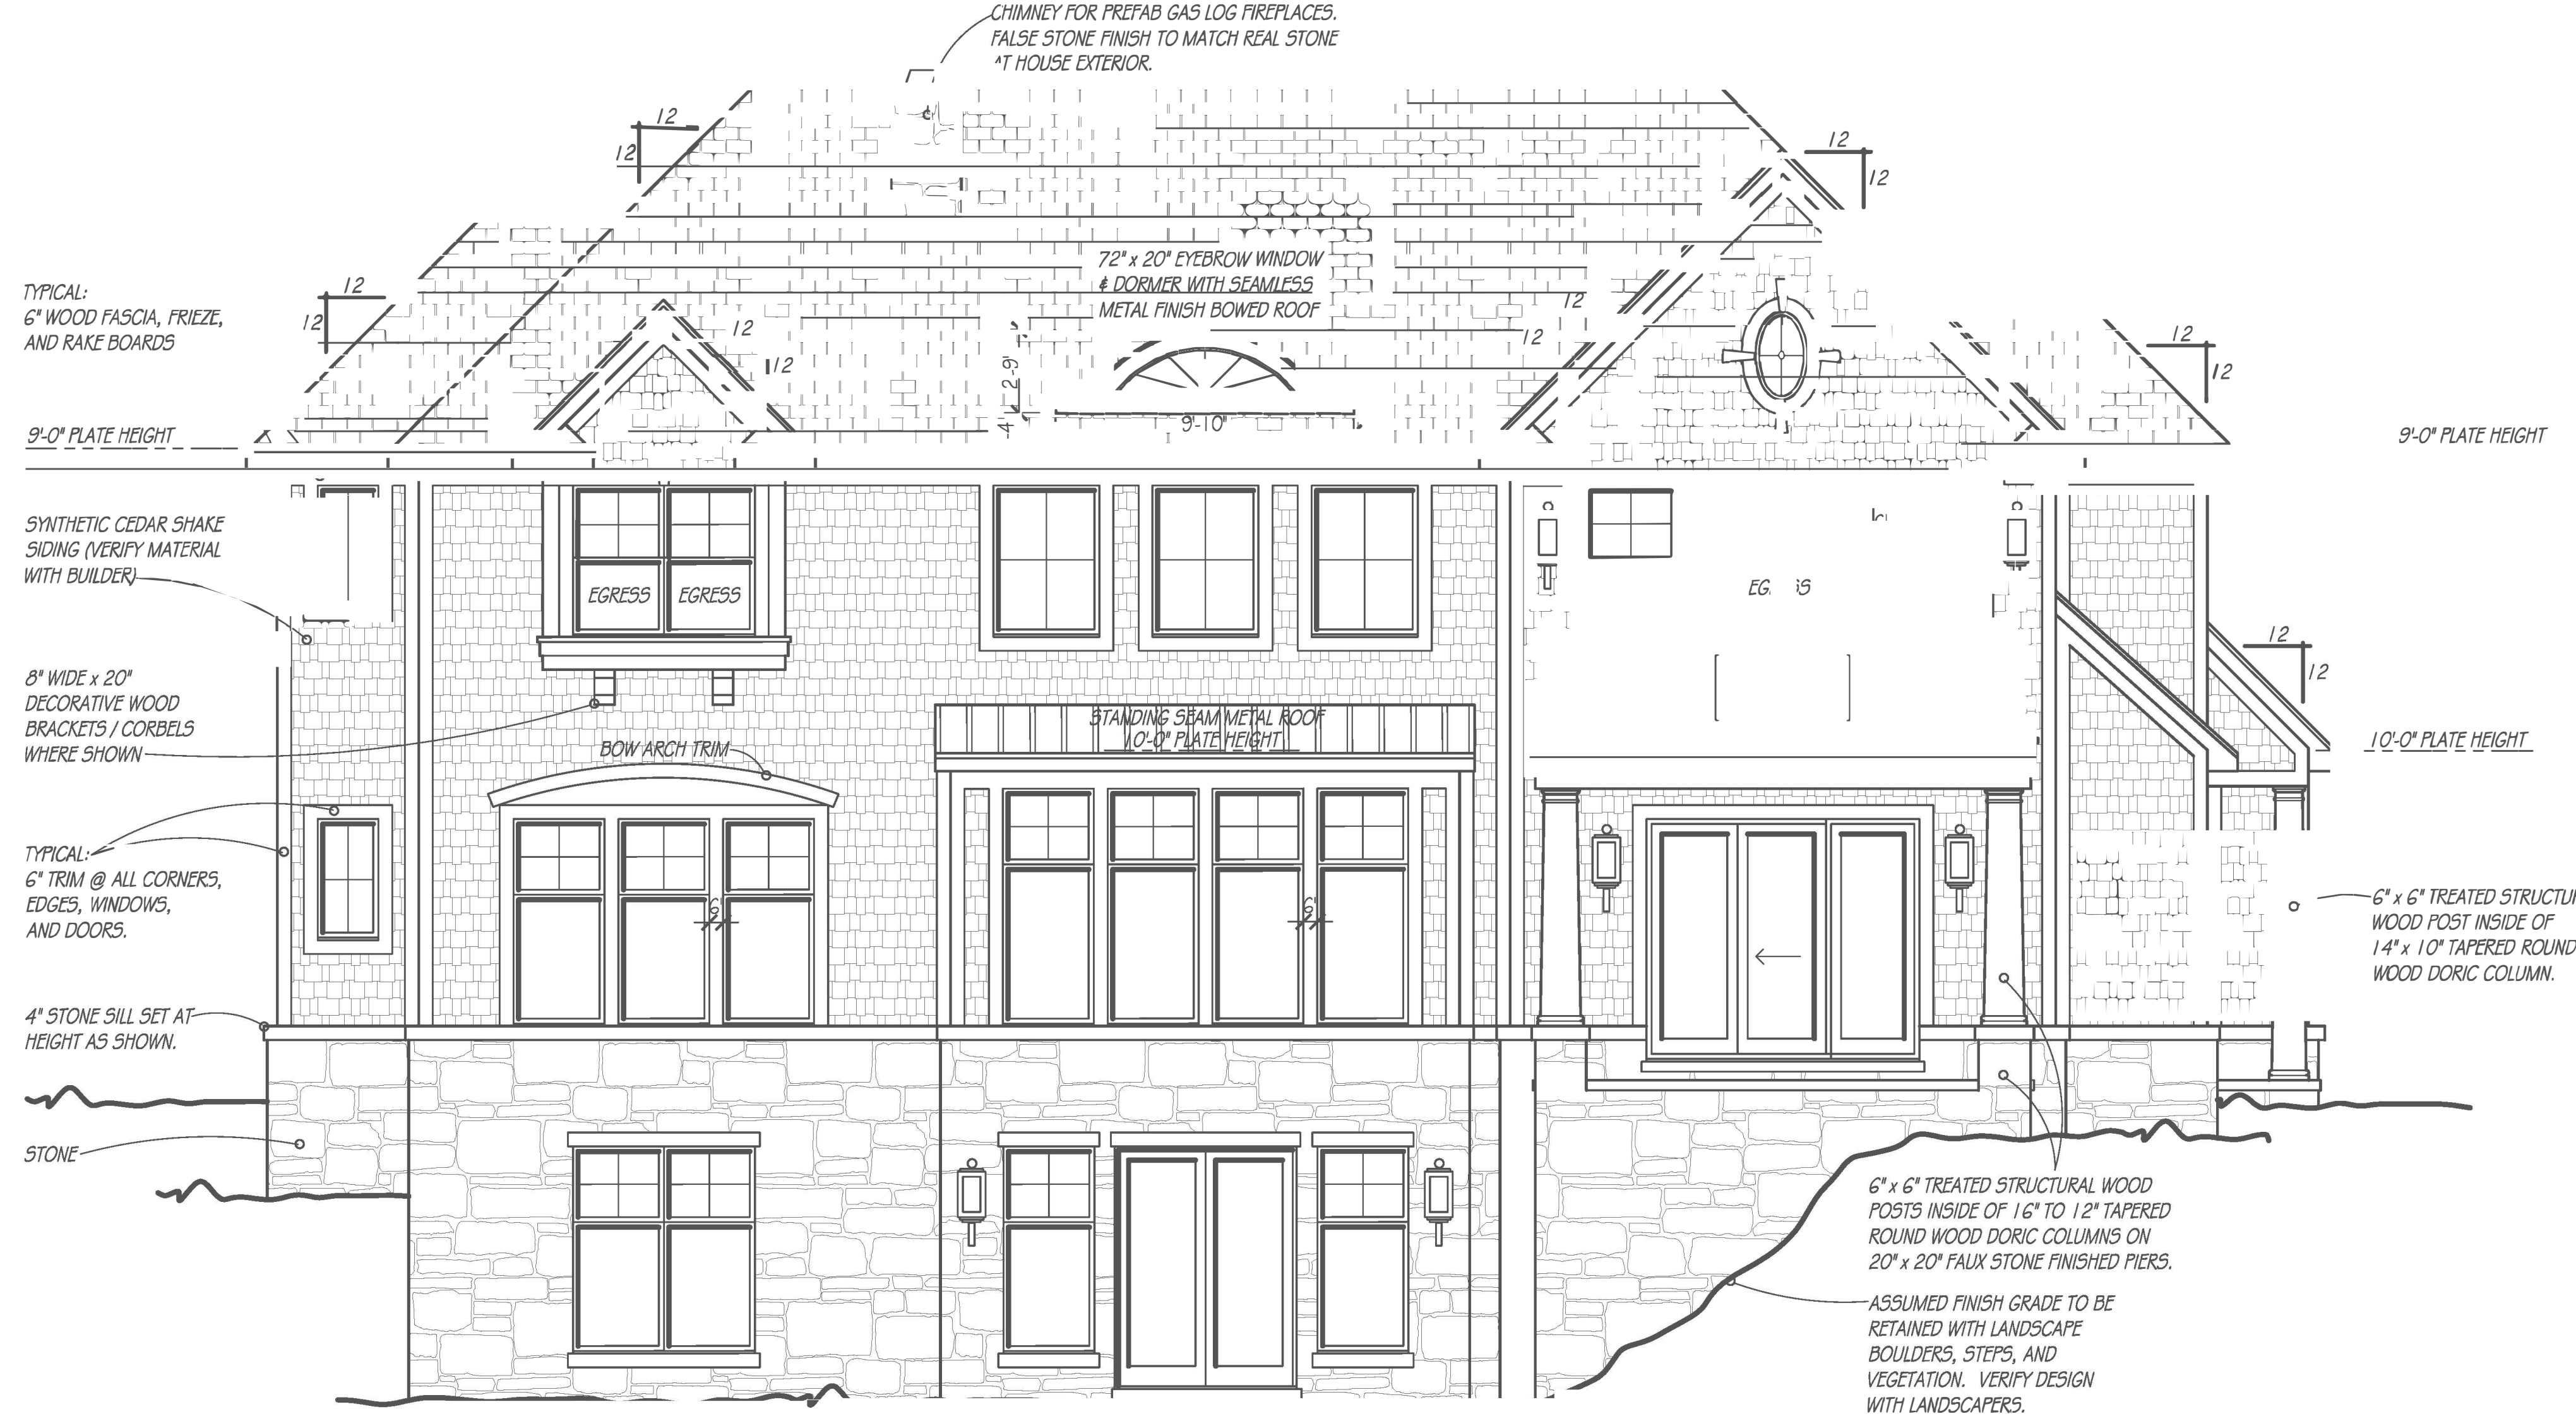 CHIMNEY FOR PREFAB GAS LOG FIREPLACES.
FALSE STONE FINISH TO MATCH REAL STONE
AT HOUSE EXTERIOR.
12
12
12
12
72" x 20" EYEBROW WINDOW
& DORMER WITH SEAMLESS
METAL FINISH BOWED ROOF
TYPICAL:
6" WOOD FASCIA, FRIEZE,
AND RAKE BOARDS
12
12
12
12
12
12
12
12
2'-9"
4
9'-10"
9'-0" PLATE HEIGHT
9'-0" PLATE HEIGHT
SYNTHETIC CEDAR SHAKE
SIDING (VERIFY MATERIAL
WITH BUILDER)
EGRESS
EGRESS
8" WIDE x 20"
DECORATIVE WOOD
BRACKETS / CORBELS
WHERE SHOWN
12
12
STANDING SEAM METAL ROOF
10'-0" PLATE HEIGHT
BOW ARCH TRIM
10'-0" PLATE HEIGHT
TYPICAL:
6" TRIM @ ALL CORNERS,
EDGES, WINDOWS,
AND DOORS.
6"
6"
6" x 6" TREATED
WOOD POST INSIDE OF
14" x 10" TAPERED ROUND
WOOD DORIC COLUMN.
4" STONE SILL SET AT
HEIGHT AS SHOWN.
STONE
6" x 6" TREATED STRUCTURAL WOOD
POSTS INSIDE OF 16" TO 12" TAPERED
ROUND WOOD DORIC COLUMNS ON
20" x 20" FAUX STONE FINISHED PIERS.
ASSUMED FINISH GRADE TO BE
RETAINED WITH LANDSCAPE
BOULDERS, STEPS, AND
VEGETATION. VERIFY DESIGN
WITH LANDSCAPERS.